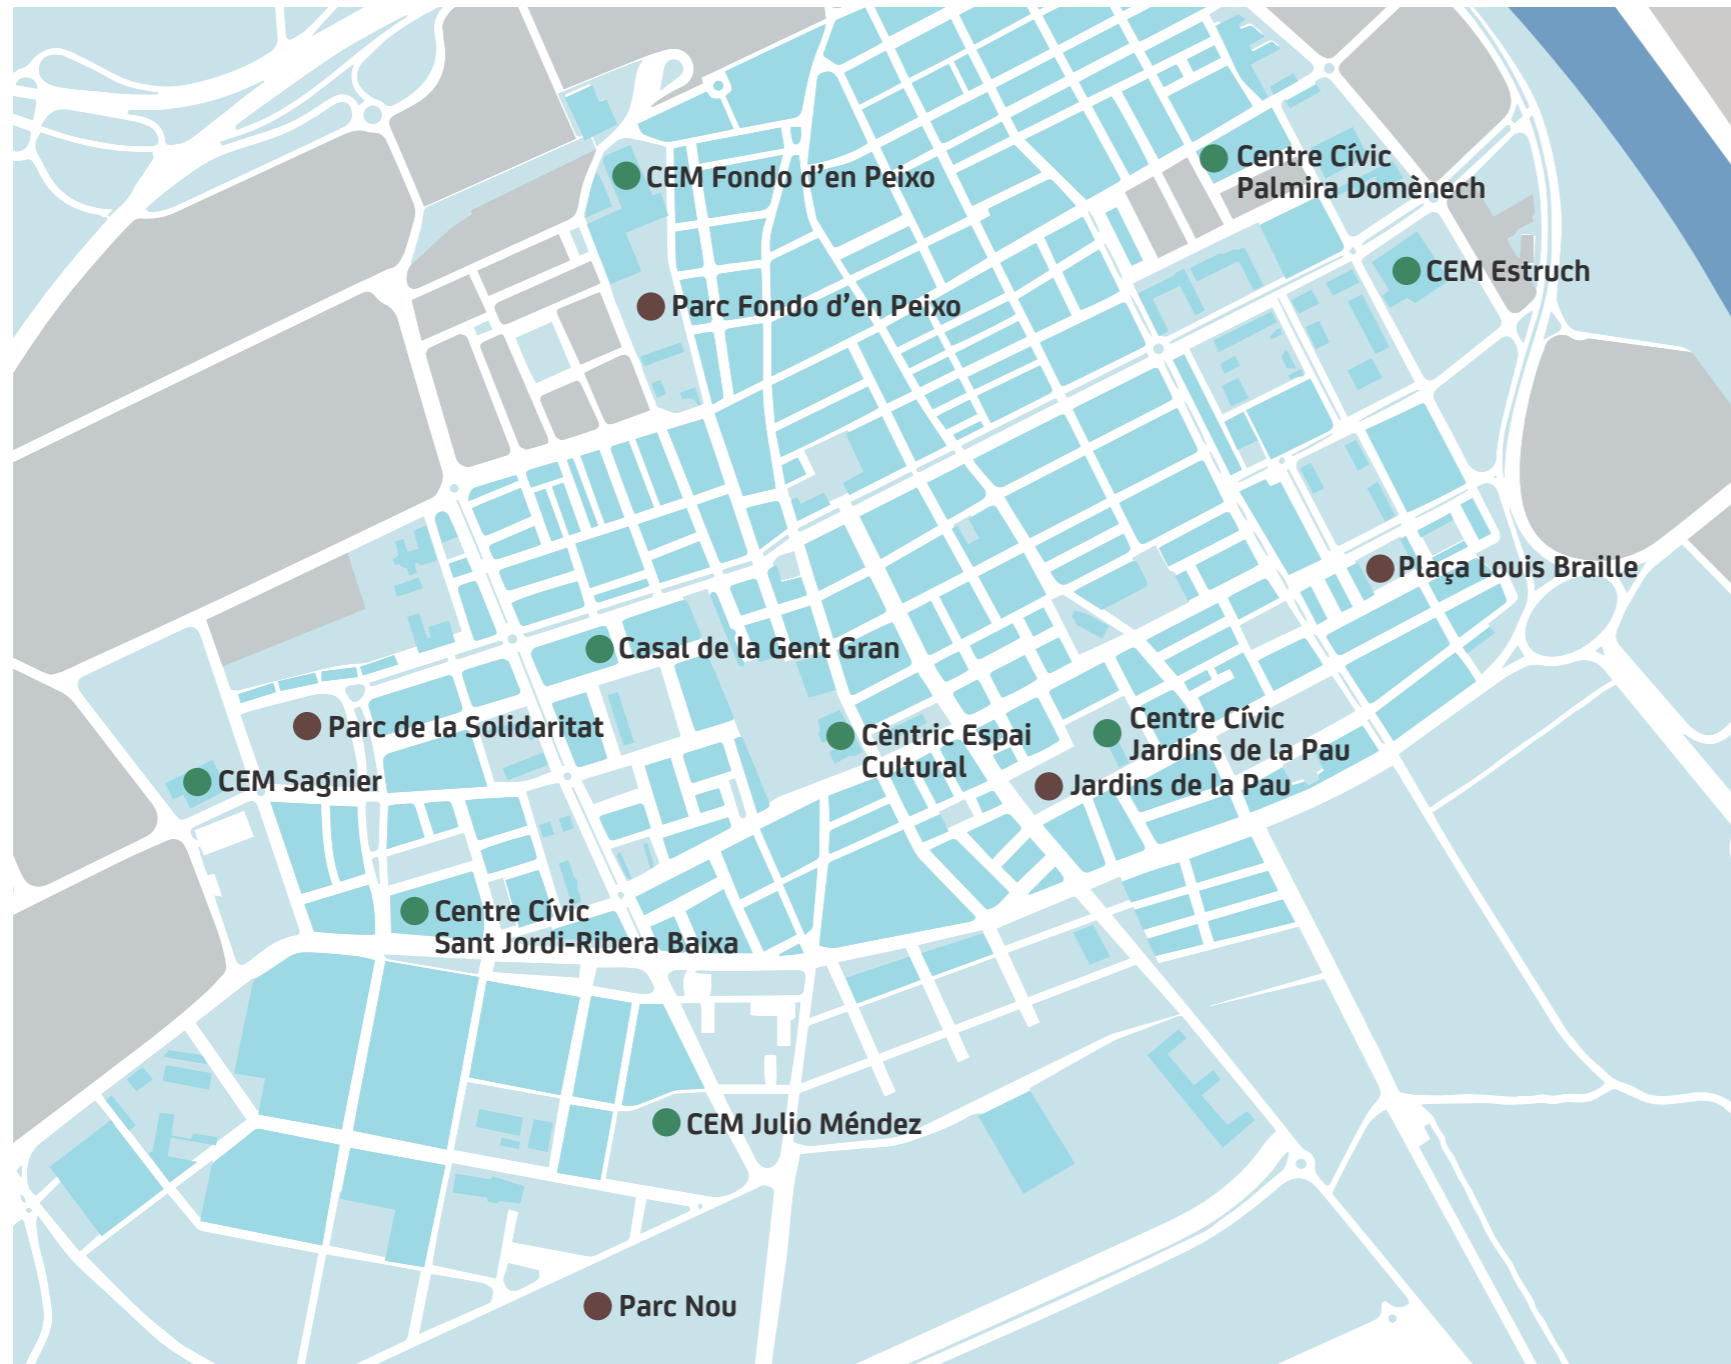 Centre Cívic
Palmira Domènech
CEM Fondo d’en Peixo
CEM Estruch
Parc Fondo d’en Peixo
Plaça Louis Braille
Casal de la Gent Gran
Parc de la Solidaritat
Cèntric Espai
Cultural
Centre Cívic
Jardins de la Pau
CEM Sagnier
Jardins de la Pau
Centre Cívic
Sant Jordi-Ribera Baixa
CEM Julio Méndez
Parc Nou